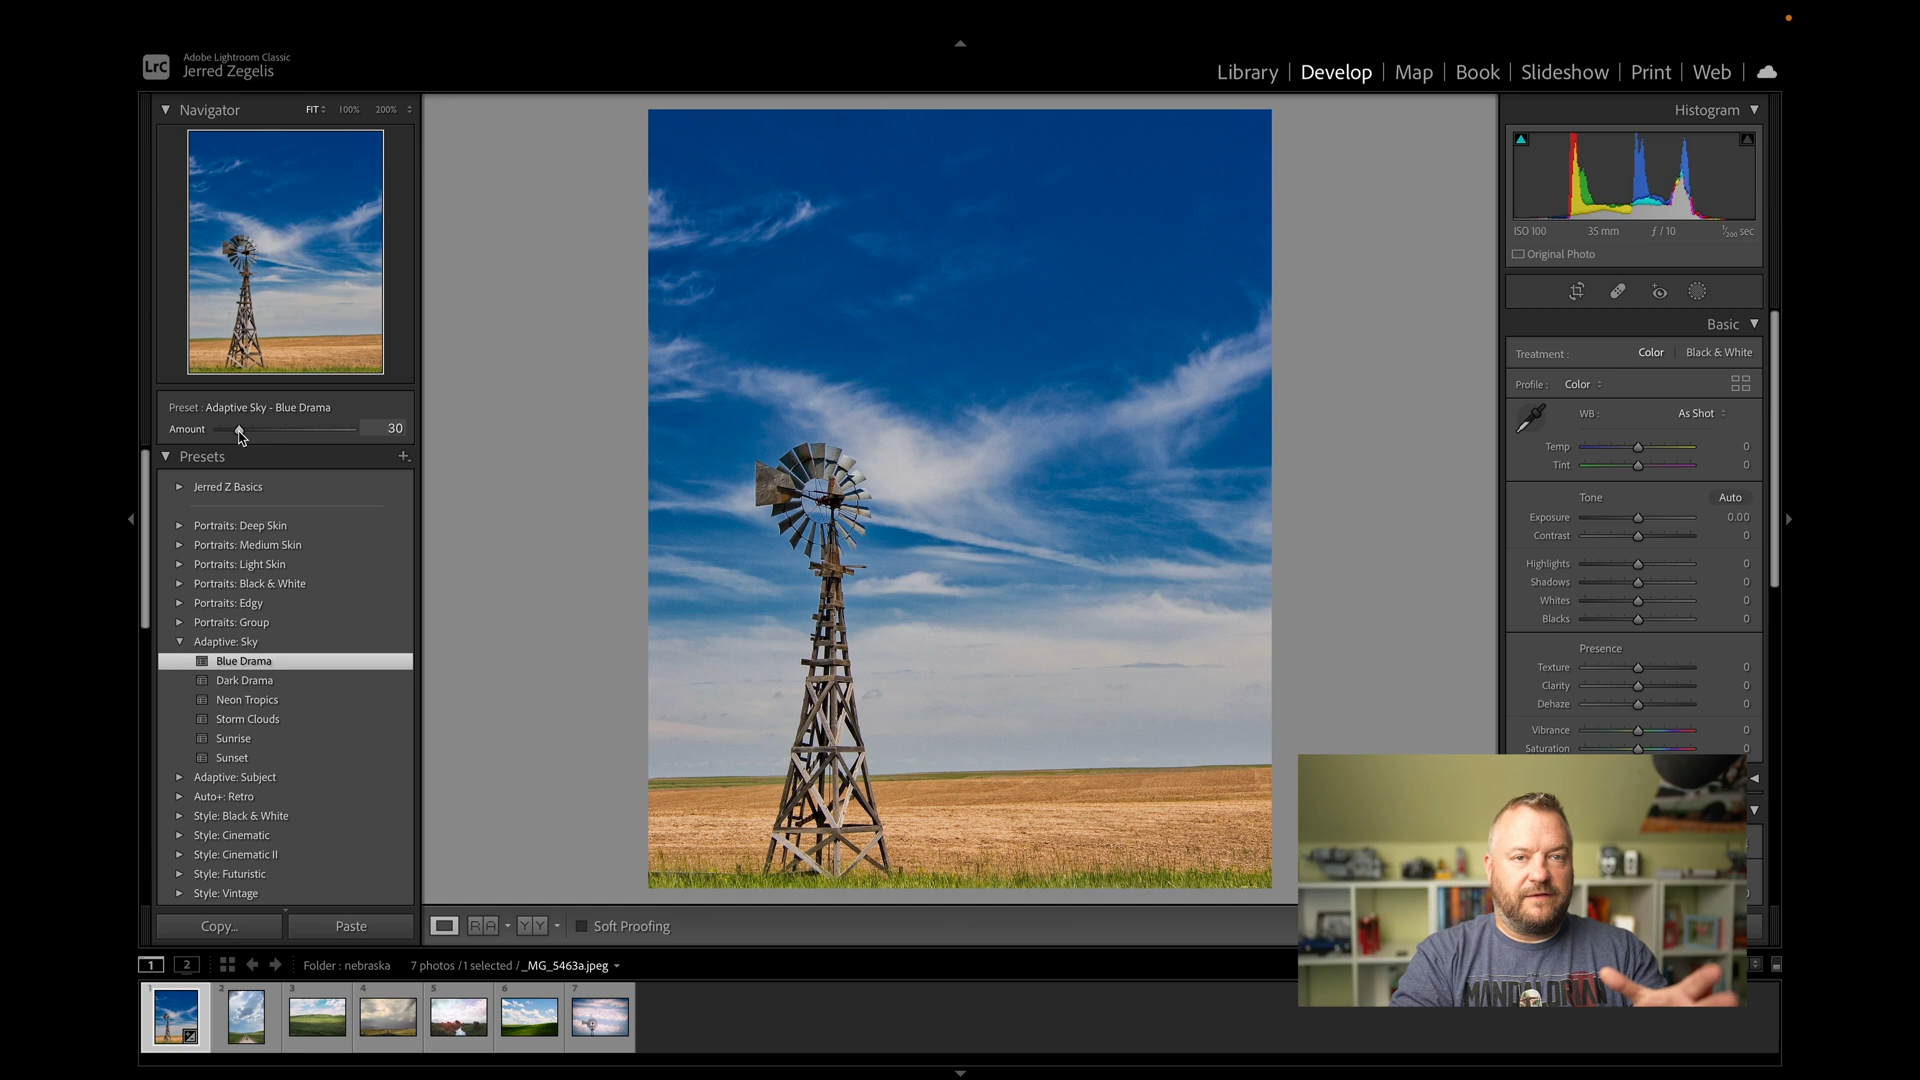 Adobe Lightroom Classic
LrC
Jerred Zegelis
Library
Develop
Map
Book
Slideshow
Print
Web
Navigator
FIT
100%
200%
Preset : Adaptive Sky - Blue Drama
Amount
30
Presets
Jerred Z Basics
Portraits: Deep Skin
Portraits: Medium Skin
Portraits: Light Skin
Portraits: Black & White
Portraits: Edgy
Portraits: Group
Adaptive: Sky
Blue Drama
Dark Drama
Neon Tropics
Storm Clouds
Sunrise
Sunset
Adaptive: Subject
Auto+: Retro
Style: Black & White
Style: Cinematic
Style: Cinematic II
Style: Futuristic
Style: Vintage
Copy...
Paste
R A
Y Y
Soft Proofing
Histogram
ISO 100
35 mm
ƒ / 10
1/200 sec
Original Photo
Basic
Treatment :
Color
Black & White
Profile :
Color
WB :
As Shot
Temp 0
Tint 0
Tone
Auto
Exposure 0.00
Contrast 0
Highlights 0
Shadows 0
Whites 0
Blacks 0
Presence
Texture 0
Clarity 0
Dehaze 0
Vibrance 0
Saturation 0
MANDALORIAN
1
2
Folder : nebraska
7 photos / 1 selected / _MG_5463a.jpeg
1
2
3
4
5
6
7